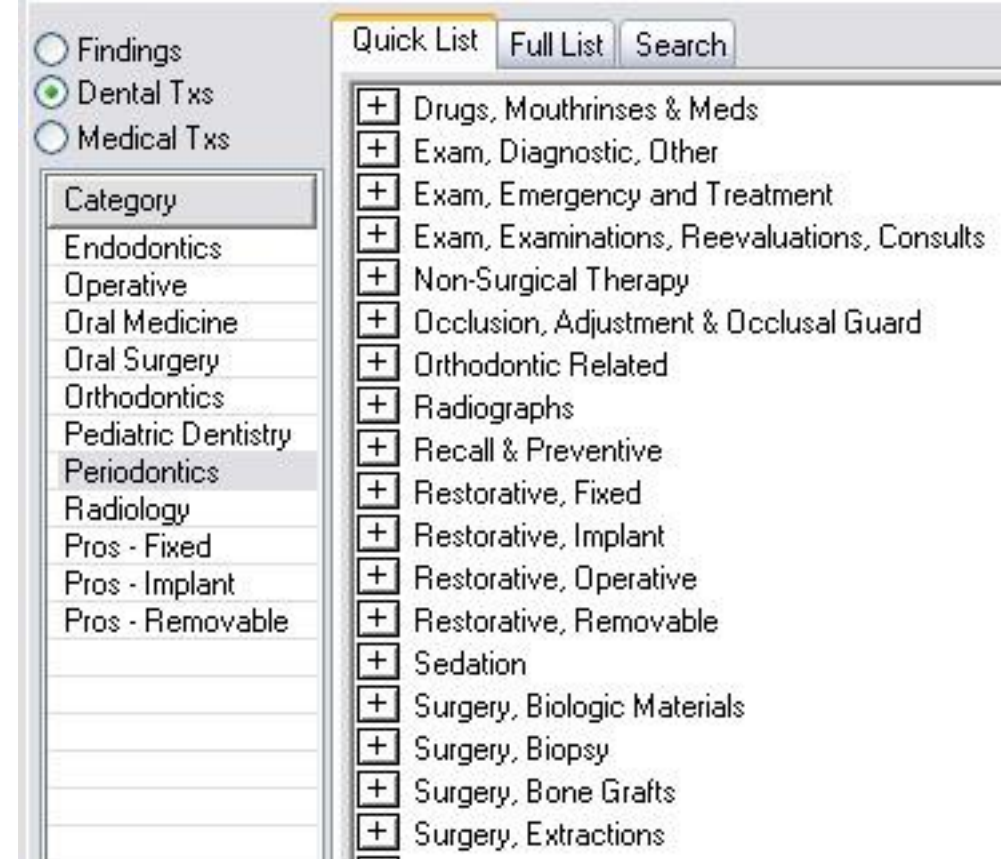 Findings
Dental Txs
Medical Txs
Category
Endodontics
Operative
Oral Medicine
Oral Surgery
Orthodontics
Pediatric Dentistry
Periodontics
Radiology
Pros - Fixed
Pros - Implant
Pros - Removable
Quick List Full List Search
+ Drugs, Mouthrinses & Meds
+ Exam, Diagnostic, Other
+ Exam, Emergency and Treatment
+ Exam, Examinations, Reevaluations, Consults
+ Non-Surgical Therapy
+ Occlusion, Adjustment & Occlusal Guard
+ Orthodontic Related
+ Radiographs
+ Recall & Preventive
+ Restorative, Fixed
+ Restorative, Implant
+ Restorative, Operative
+ Restorative, Removable
+ Sedation
+ Surgery, Biologic Materials
+ Surgery, Biopsy
+ Surgery, Bone Grafts
+ Surgery, Extractions